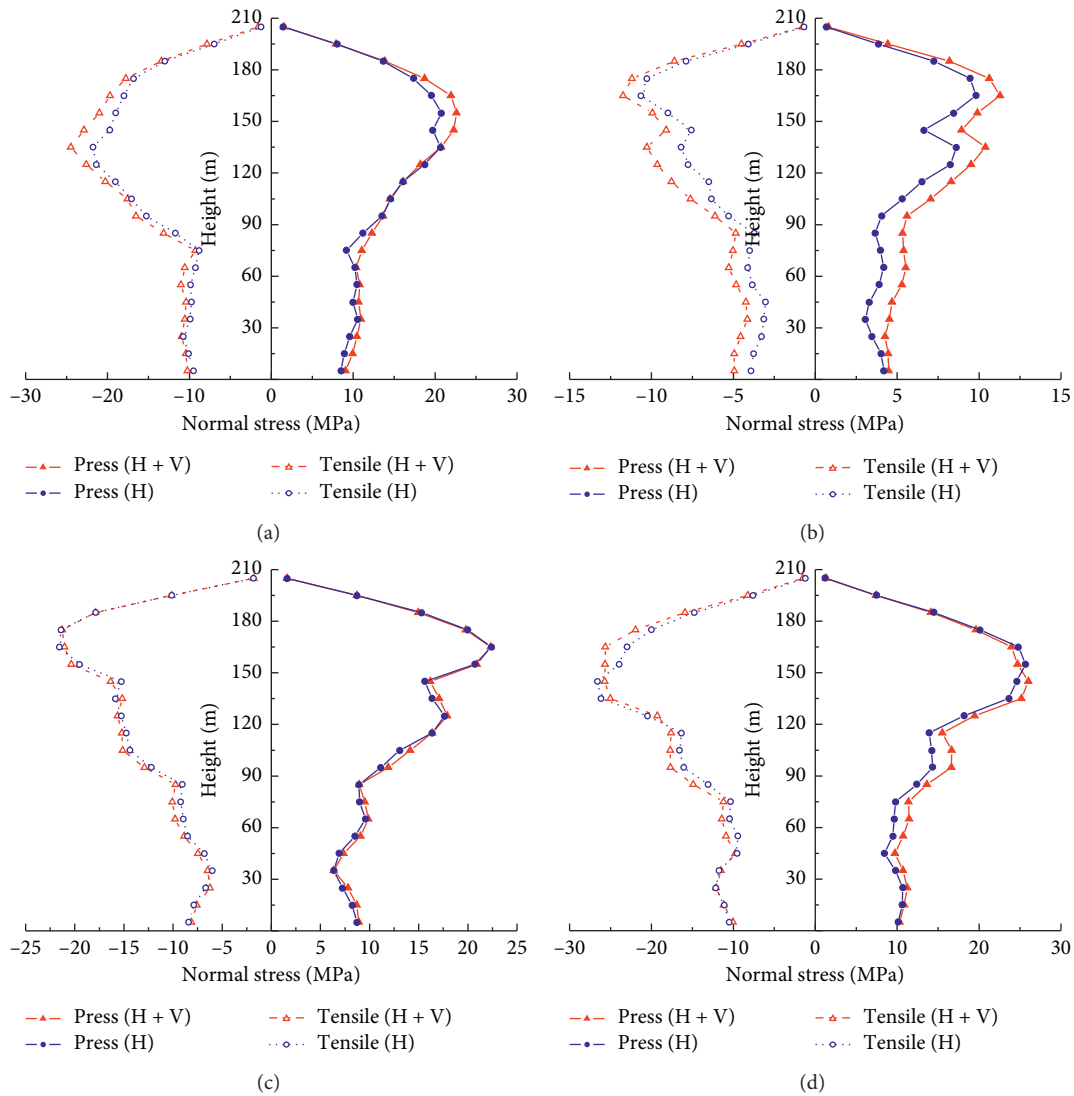 210
180
150
120
90
60
30
Height (m)
−30 −20 −10 0 10 20 30
Normal stress (MPa)
Press (H + V)
Press (H)
Tensile (H + V)
Tensile (H)
(a)
210
180
150
120
90
60
30
Height (m)
−15 −10 −5 0 5 10 15
Normal stress (MPa)
Press (H + V)
Press (H)
Tensile (H + V)
Tensile (H)
(b)
210
180
150
120
90
60
30
Height (m)
−25 −20 −15 −10 −5 0 5 10 15 20 25
Normal stress (MPa)
Press (H + V)
Press (H)
Tensile (H + V)
Tensile (H)
(c)
210
180
150
120
90
60
30
Height (m)
−30 −20 −10 0 10 20 30
Normal stress (MPa)
Press (H + V)
Press (H)
Tensile (H + V)
Tensile (H)
(d)